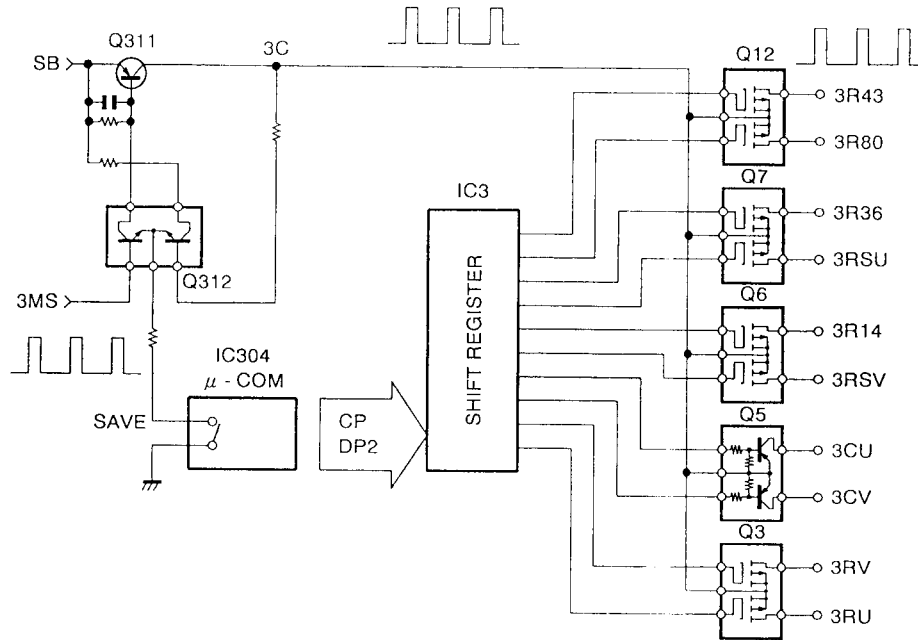 Q311
SB
3C
Q12
3R43
3R80
Q7
3R36
3RSU
IC3
Q312
3MS
Q6
3R14
3RSV
SHIFT REGISTER
IC304
μ - COM
SAVE
CP
DP2
Q5
3CU
3CV
Q3
3RV
3RU